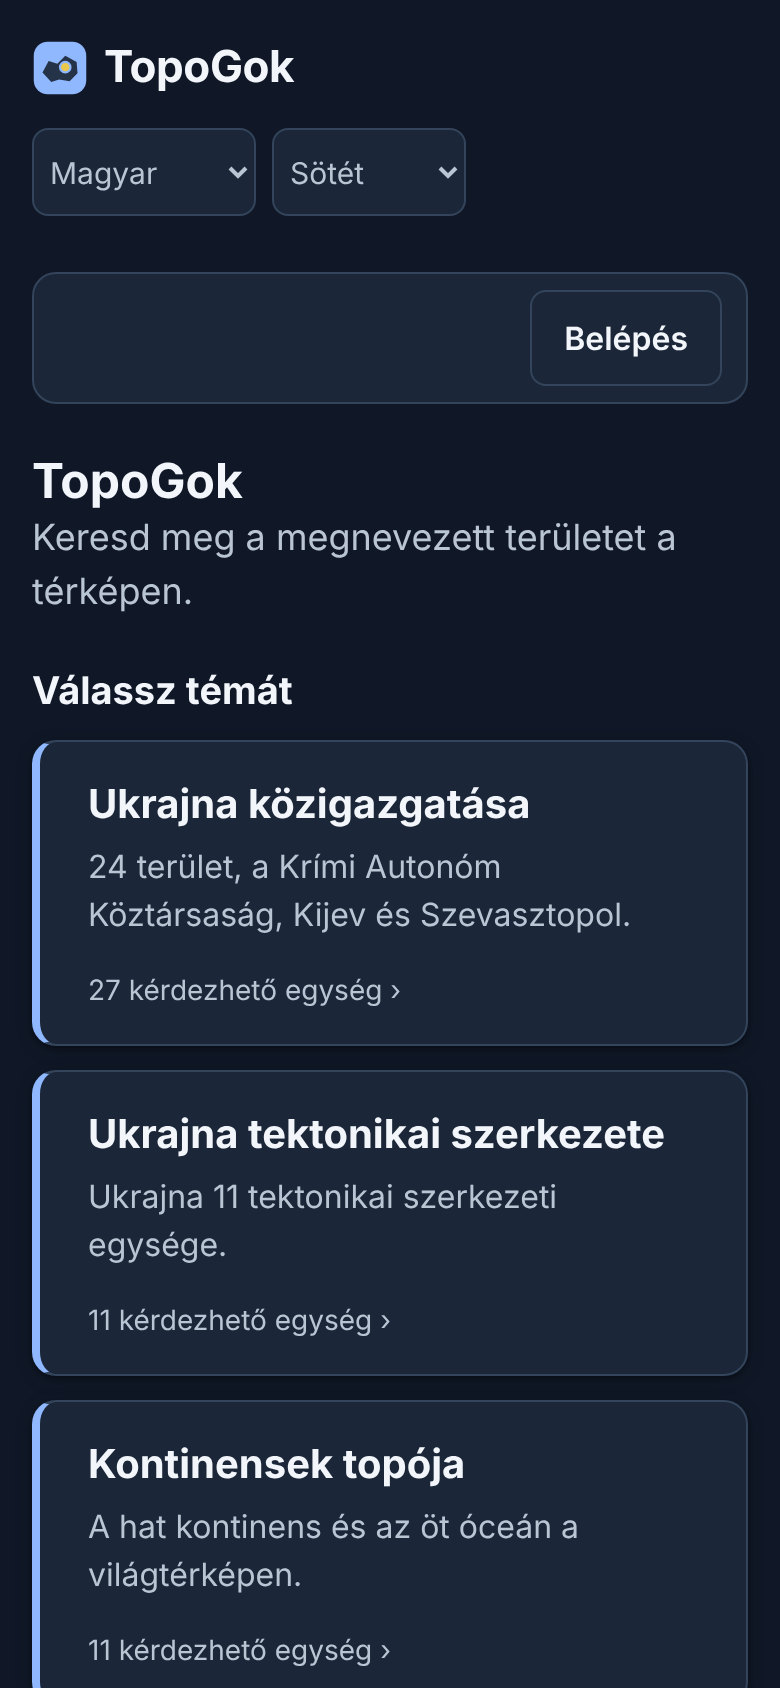 TopoGok
Magyar
Sötét
Belépés
TopoGok
Keresd meg a megnevezett területet a
térképen.
Válassz témát
Ukrajna közigazgatása
24 terület, a Krími Autonóm
Köztársaság, Kijev és Szevasztopol.
27 kérdezhető egység ›
Ukrajna tektonikai szerkezete
Ukrajna 11 tektonikai szerkezeti
egysége.
11 kérdezhető egység ›
Kontinensek topója
A hat kontinens és az öt óceán a
világtérképen.
11 kérdezhető egység ›